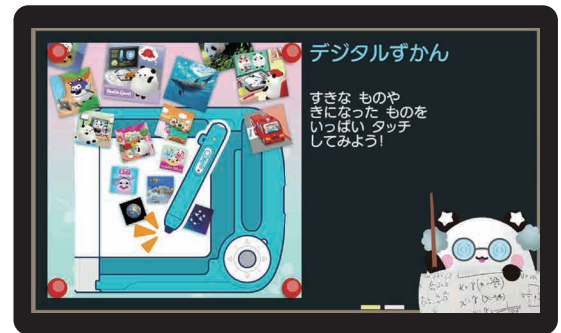 デジタルずかん
すきな ものや
きになった ものを
いっぱい タッチ
してみよう!